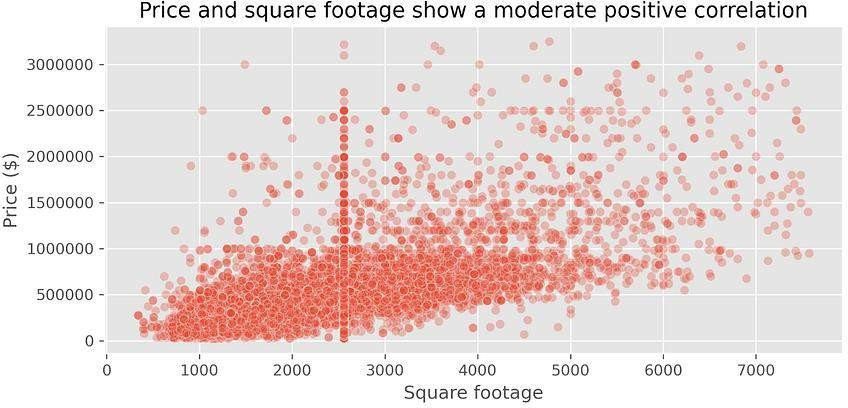 Price and square footage show a moderate positive correlation
Price ($)
3000000
2500000
2000000
1500000
1000000
500000
0
0 1000 2000 3000 4000 5000 6000 7000
Square footage